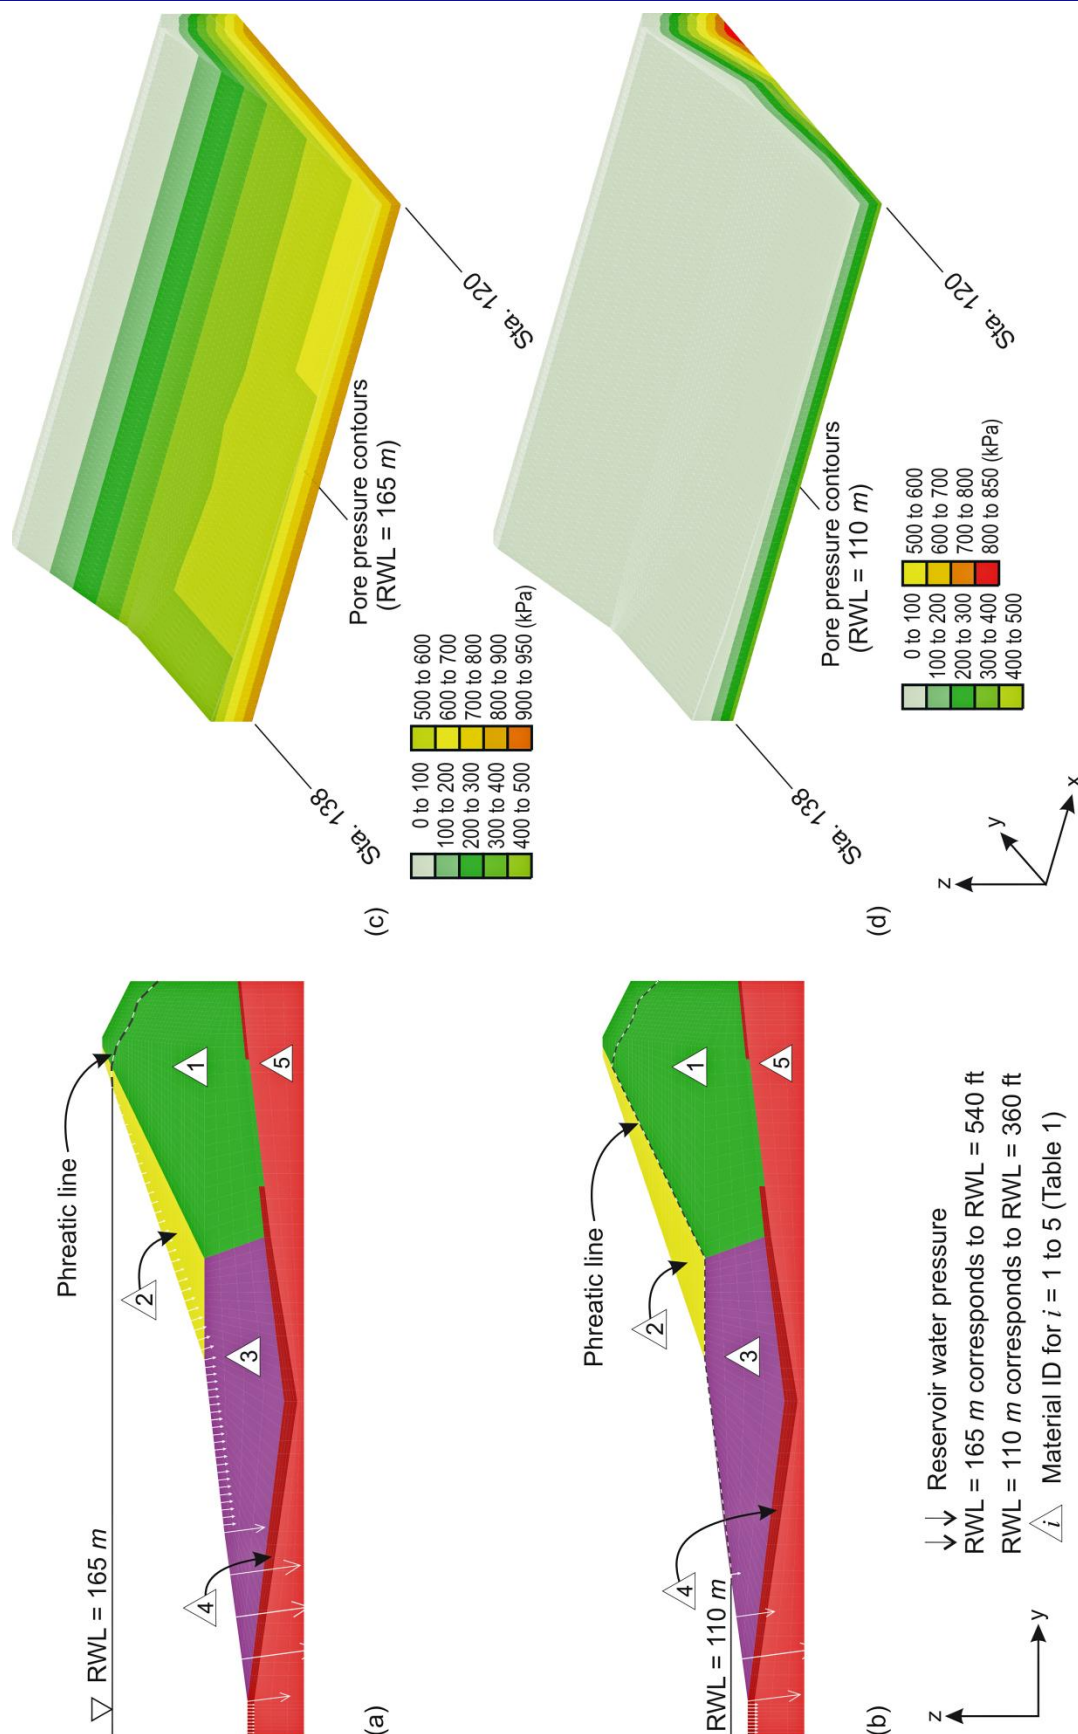 ▽ RWL = 165 m
Phreatic line
2
4
3
1
5
(a)
RWL = 110 m
Phreatic line
2
4
3
1
5
(b)
z
y
Reservoir water pressure
RWL = 165 m corresponds to RWL = 540 ft
RWL = 110 m corresponds to RWL = 360 ft
i Material ID for i = 1 to 5 (Table 1)
Sta. 138
Pore pressure contours
(RWL = 165 m)
Sta. 120
0 to 100 500 to 600
100 to 200 600 to 700
200 to 300 700 to 800
300 to 400 800 to 900
400 to 500 900 to 950 (kPa)
(c)
Sta. 138
Pore pressure contours
(RWL = 110 m)
Sta. 120
0 to 100 500 to 600
100 to 200 600 to 700
200 to 300 700 to 800
300 to 400 800 to 850 (kPa)
400 to 500
(d)
z
y
x